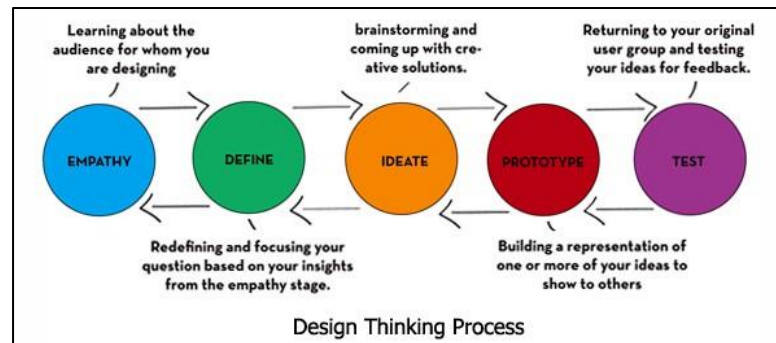 Learning about the
audience for whom you
are designing
brainstorming and
coming up with cre-
ative solutions.
Returning to your original
user group and testing
your ideas for feedback.
EMPATHY
DEFINE
IDEATE
PROTOTYPE
TEST
Redefining and focusing your
question based on your insights
from the empathy stage.
Building a representation of
one or more of your ideas to
show to others
Design Thinking Process